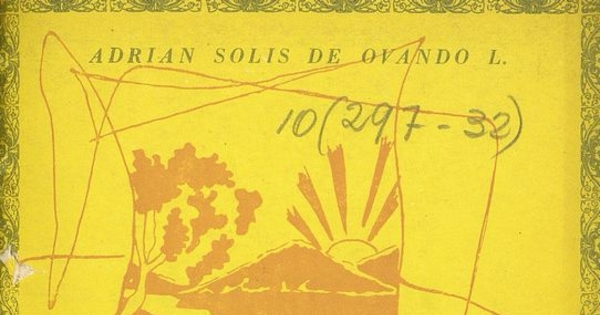 ADRIAN SOLIS DE OVANDO L.
10(297-32)